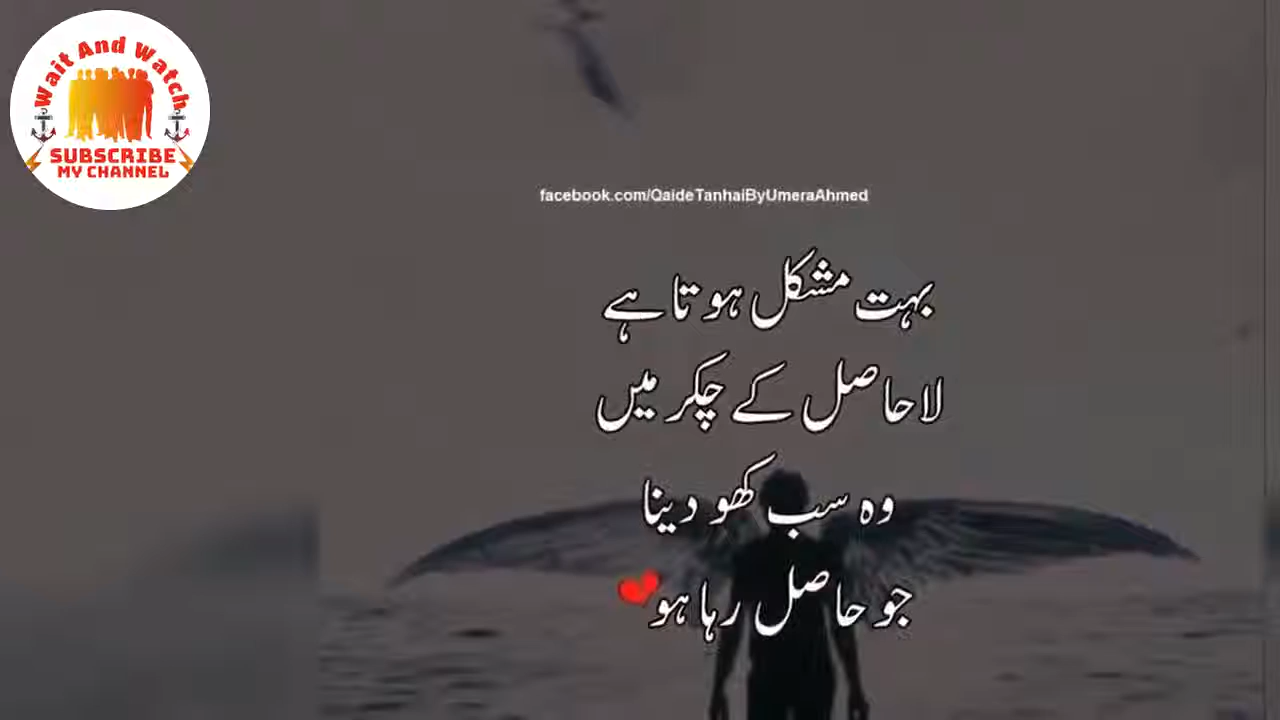 Wait And Watch
SUBSCRIBE
MY CHANNEL
facebook.com/QaideTanhaiByUmeraAhmed
بہت مشکل ہوتا ہے
لاحاصل کے چکر میں
وہ سب کھو دینا
جو حاصل رہا ہو